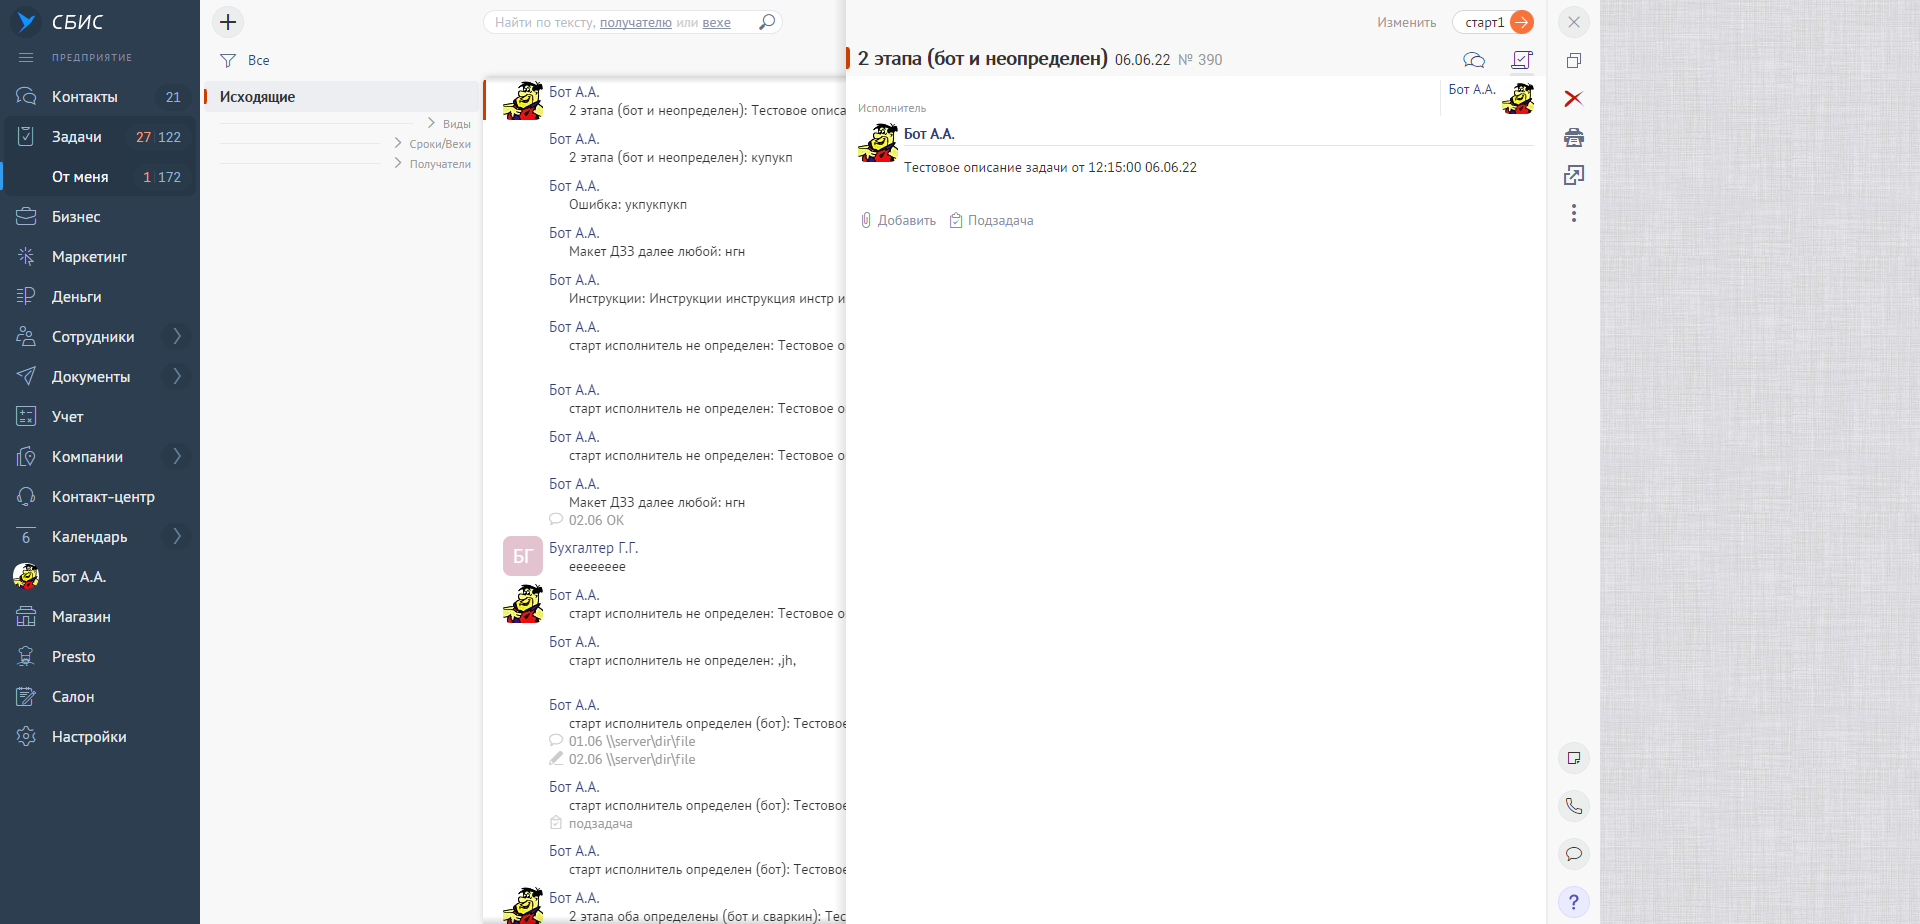 СБИС
ПРЕДПРИЯТИЕ
Контакты 21
Задачи 27 122
От меня 1 172
Бизнес
Маркетинг
Деньги
Сотрудники
Документы
Учет
Компании
Контакт-центр
6 Календарь
Бот А.А.
Магазин
Presto
Салон
Настройки
Найти по тексту, получателю или вехе
Все
Исходящие
Виды
Сроки/Вехи
Получатели
Бот А.А.
2 этапа (бот и неопределен): Тестовое описа
Бот А.А.
2 этапа (бот и неопределен): купукп
Бот А.А.
Ошибка: укпукпукп
Бот А.А.
Макет ДЗЗ далее любой: нгн
Бот А.А.
Инструкции: Инструкции инструкция инстр и
Бот А.А.
старт исполнитель не определен: Тестовое о
Бот А.А.
старт исполнитель не определен: Тестовое о
Бот А.А.
старт исполнитель не определен: Тестовое о
Бот А.А.
Макет ДЗЗ далее любой: нгн
02.06 ОК
БГ
Бухгалтер Г.Г.
ееееееее
Бот А.А.
старт исполнитель не определен: Тестовое о
Бот А.А.
старт исполнитель не определен: ,jh,
Бот А.А.
старт исполнитель определен (бот): Тестовое
01.06 \\server\dir\file
02.06 \\server\dir\file
Бот А.А.
старт исполнитель определен (бот): Тестовое
подзадача
Бот А.А.
старт исполнитель определен (бот): Тестовое
Бот А.А.
2 этапа оба определены (бот и сваркин): Тес
Изменить старт1
2 этапа (бот и неопределен) 06.06.22 № 390
Бот А.А.
Исполнитель
Бот А.А.
Тестовое описание задачи от 12:15:00 06.06.22
Добавить Подзадача
?